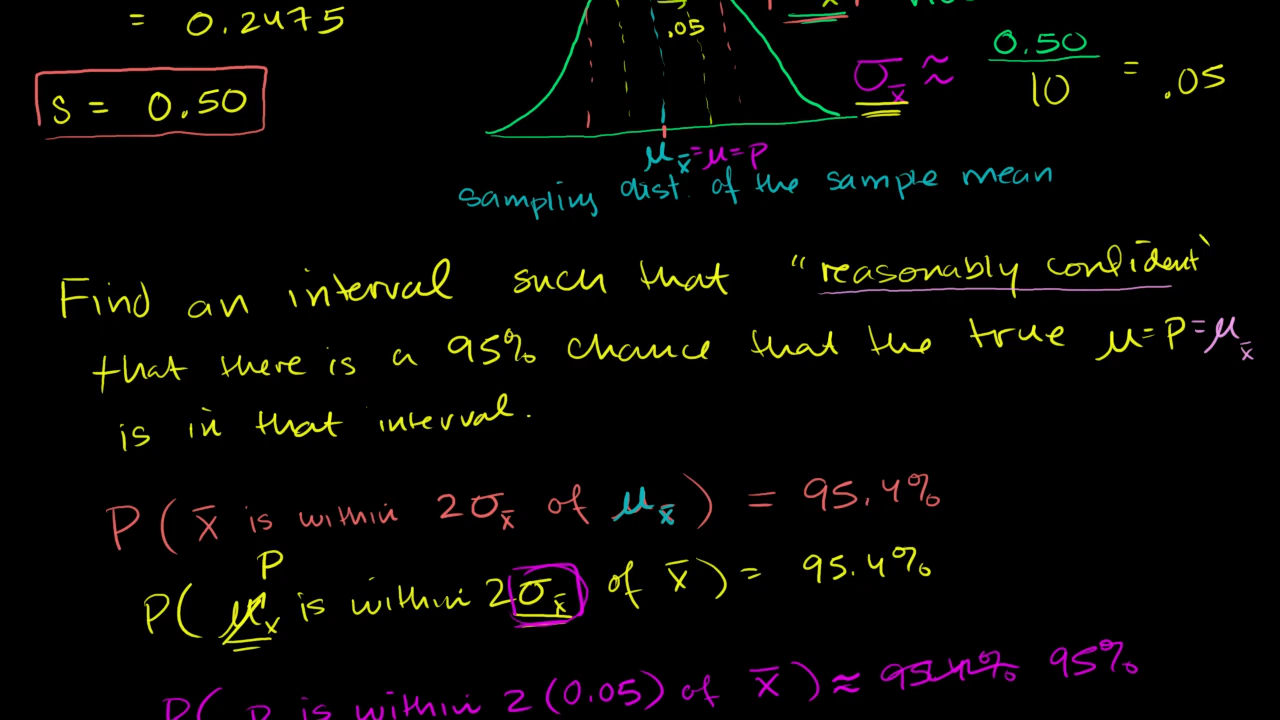 = 0.2475
.05
x̄
s = 0.50
σx̄ ≈ 0.50/10 = .05
μx̄ = μ = p
sampling dist. of the sample mean
Find an interval such that "reasonably confident"
that there is a 95% chance that the true μ = p = μx̄
is in that interval.
P( x̄ is within 2σx̄ of μx̄ ) = 95.4%
p
P( μx̄ is within 2σx̄ of x̄ ) = 95.4%
P( p is within 2(0.05) of x̄ ) ≈ 95.4% 95%